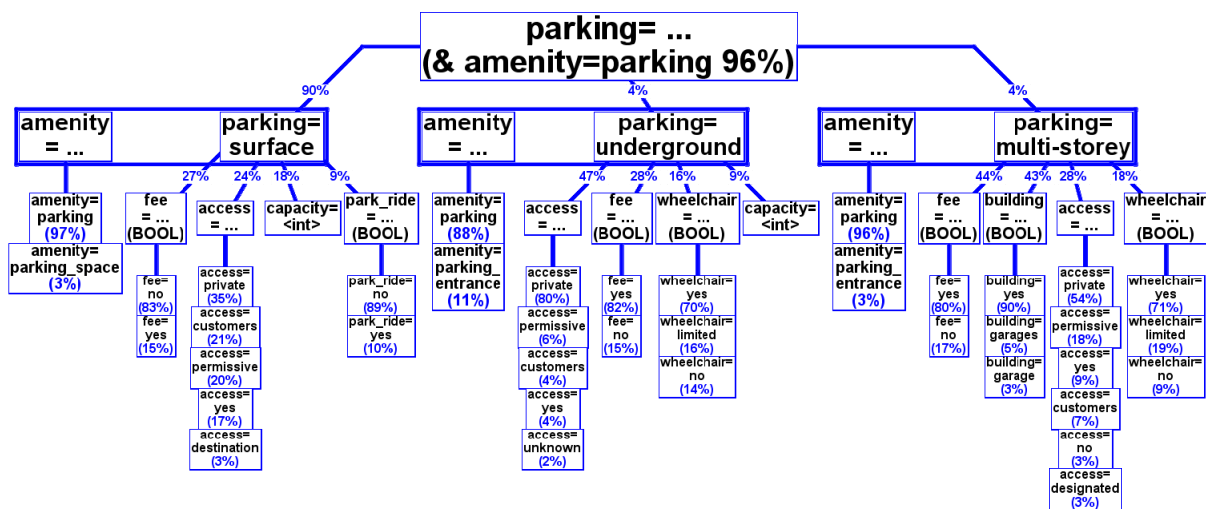 parking= ...
(& amenity=parking 96%)
90%
4%
4%
amenity
= ...
parking=
surface
amenity
= ...
parking=
underground
amenity
= ...
parking=
multi-storey
27%
24%
18%
9%
47%
28%
16%
9%
44%
43%
28%
18%
amenity=
parking
(97%)
amenity=
parking_space
(3%)
fee
= ...
(BOOL)
fee=
no
(83%)
fee=
yes
(15%)
access
= ...
access=
private
(35%)
access=
customers
(21%)
access=
permissive
(20%)
access=
yes
(17%)
access=
destination
(3%)
capacity=
<int>
park_ride
= ...
(BOOL)
park_ride=
no
(89%)
park_ride=
yes
(10%)
amenity=
parking
(88%)
amenity=
parking_
entrance
(11%)
access
= ...
access=
private
(80%)
access=
permissive
(6%)
access=
customers
(4%)
access=
yes
(4%)
access=
unknown
(2%)
fee
= ...
(BOOL)
fee=
yes
(82%)
fee=
no
(15%)
wheelchair
= ...
(BOOL)
wheelchair=
yes
(70%)
wheelchair=
limited
(16%)
wheelchair=
no
(14%)
capacity=
<int>
amenity=
parking
(96%)
amenity=
parking_
entrance
(3%)
fee
= ...
(BOOL)
fee=
yes
(80%)
fee=
no
(17%)
building
= ...
(BOOL)
building=
yes
(90%)
building=
garages
(5%)
building=
garage
(3%)
access
= ...
access=
private
(54%)
access=
permissive
(18%)
access=
yes
(9%)
access=
customers
(7%)
access=
no
(3%)
access=
designated
(3%)
wheelchair
= ...
(BOOL)
wheelchair=
yes
(71%)
wheelchair=
limited
(19%)
wheelchair=
no
(9%)